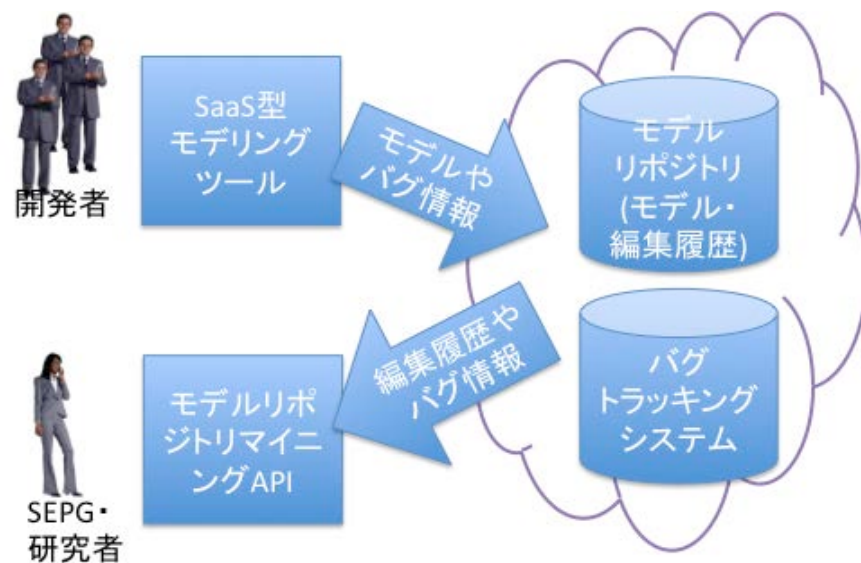 SaaS型
モデリング
ツール
開発者
モデルや
バグ情報
モデル
リポジトリ
(モデル・
編集履歴)
編集履歴や
バグ情報
バグ
トラッキング
システム
モデルリポ
ジトリマイニ
ングAPI
SEPG・
研究者